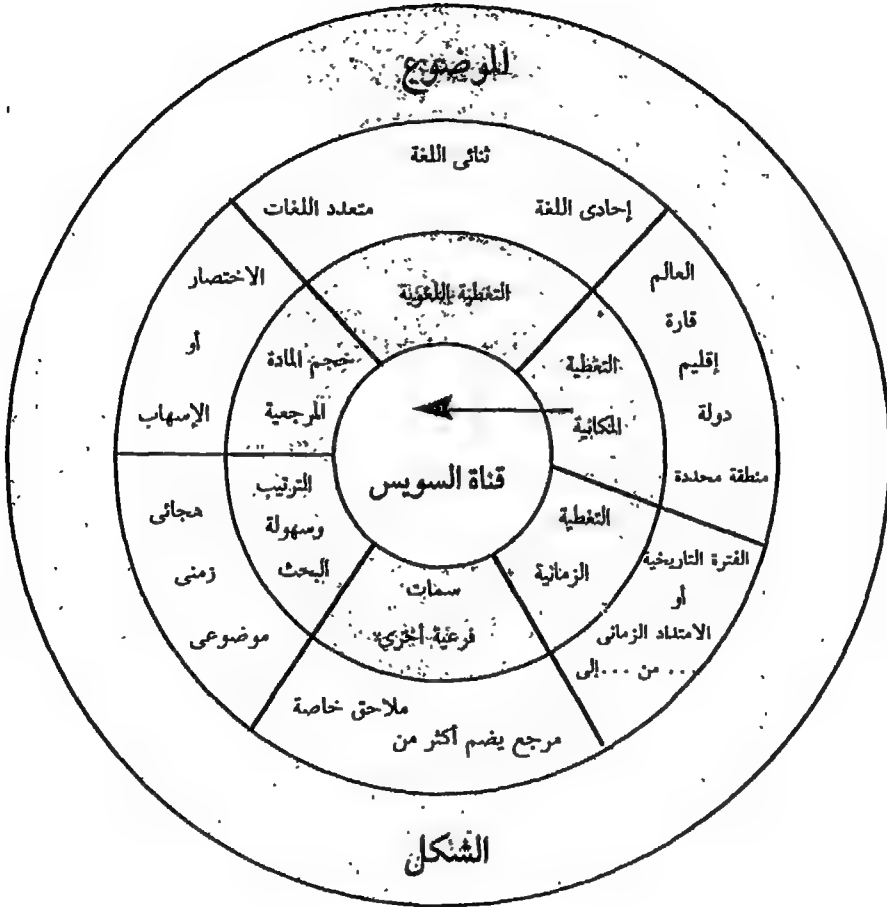 الموضوع
ثنائى اللغة
إحادى اللغة
متعدد اللغات
التغطية اللغوية
العالم
قارة
إقليم
دولة
منطقة محددة
التغطية
المكانية
الاختصار
أو
الإسهاب
حجم المادة
المرجعية
قناة السويس
الترتيب
وسهولة
البحث
هجائى
زمنى
موضوعى
التغطية
الزمانية
الفترة التاريخية
أو
الامتداد الزمانى
... من ...إلى
سمات
فرعية أخرى
ملاحق خاصة
مرجع يضم أكثر من
الشكل